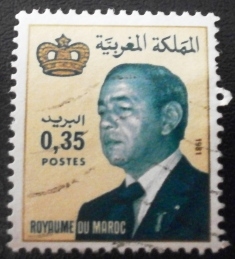 المملكة المغربية
البريد
0,35
POSTES
1981
ROYAUME DU MAROC